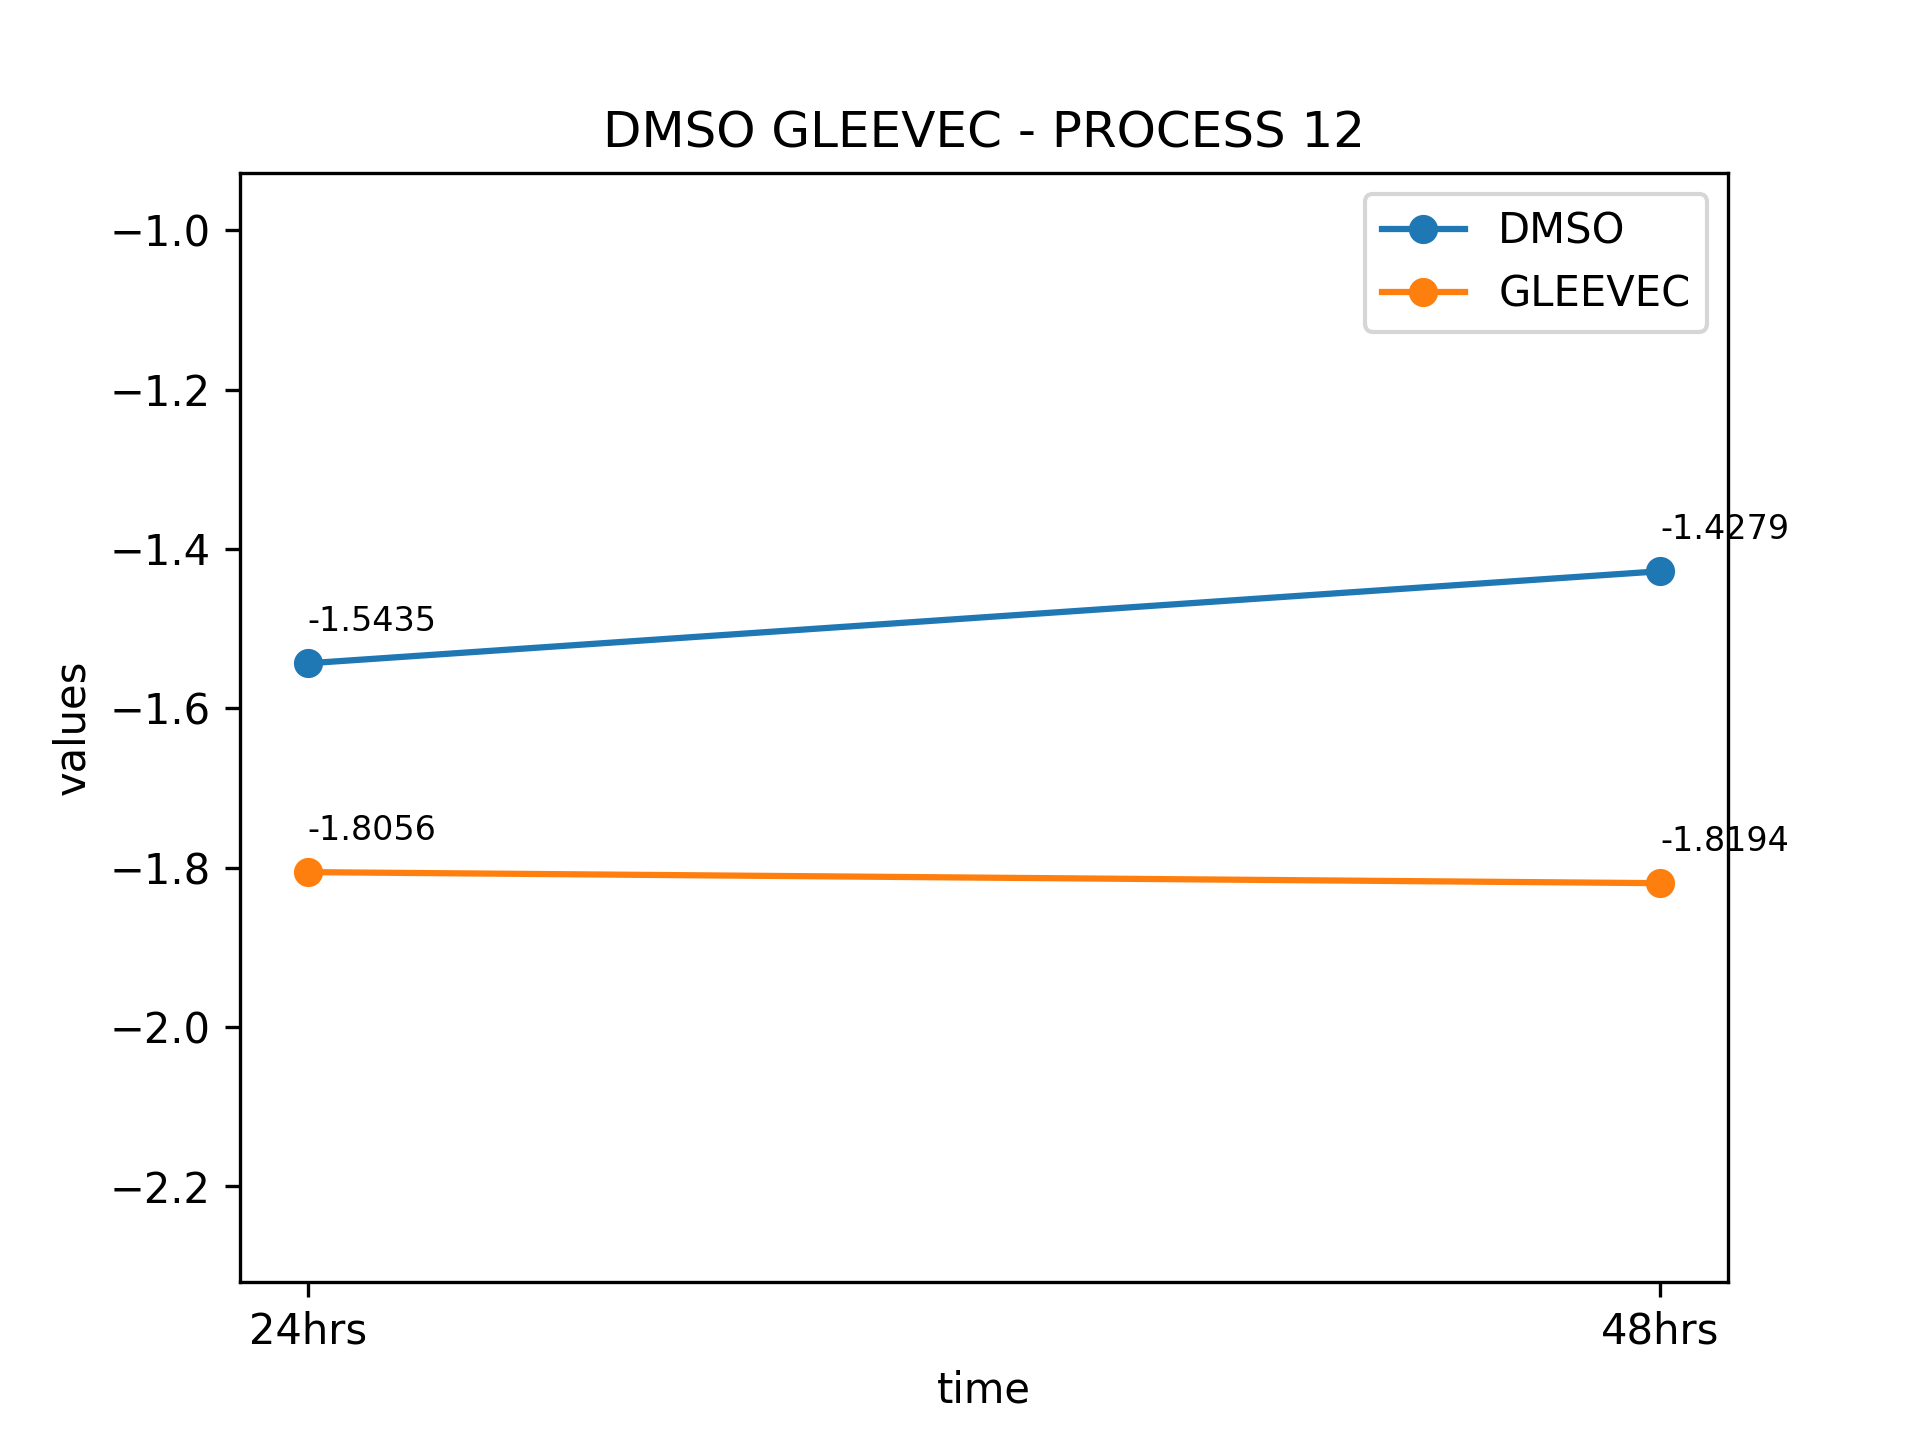 DMSO GLEEVEC - PROCESS 12
DMSO
GLEEVEC
−1.0
−1.2
−1.4
−1.6
−1.8
−2.0
−2.2
values
-1.5435
-1.4279
-1.8056
-1.8194
24hrs
48hrs
time